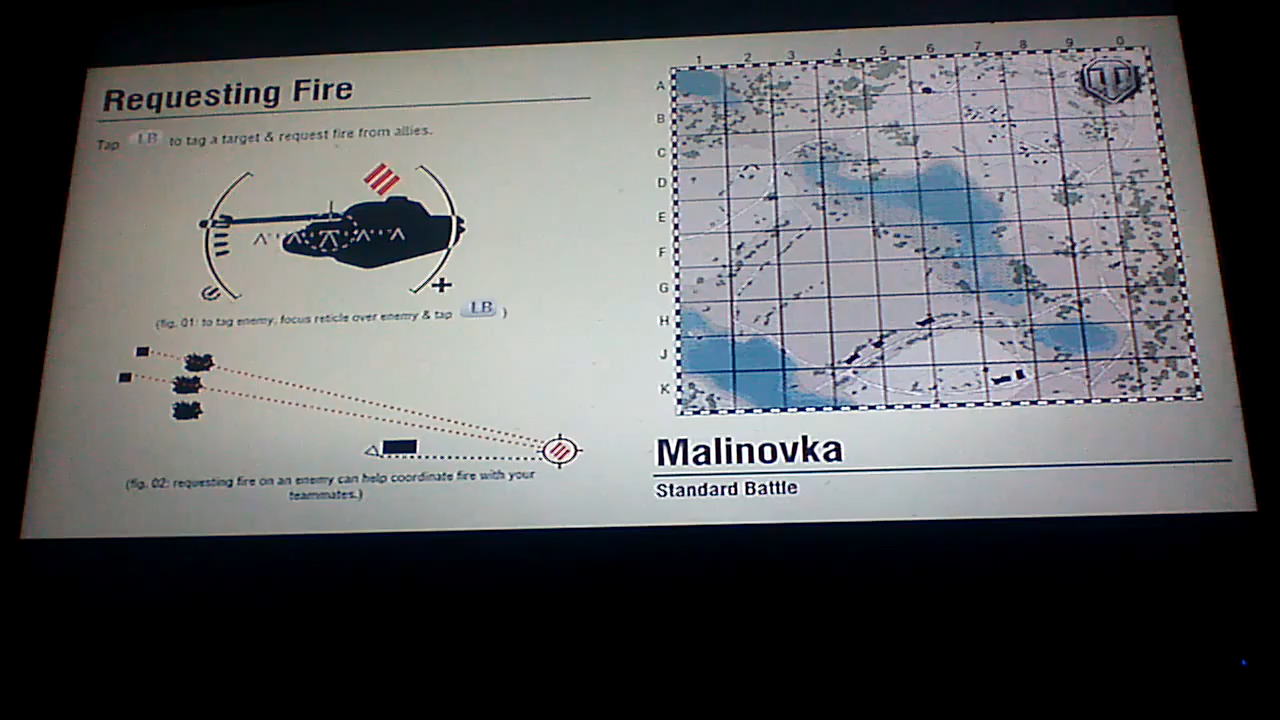 Requesting Fire
Tap LB to tag a target & request fire from allies.
(fig. 01: to tag enemy, focus reticle over enemy & tap LB )
(fig. 02: requesting fire on an enemy can help coordinate fire with your
teammates.)
1 2 3 4 5 6 7 8 9 0
A
B
C
D
E
F
G
H
J
K
Malinovka
Standard Battle